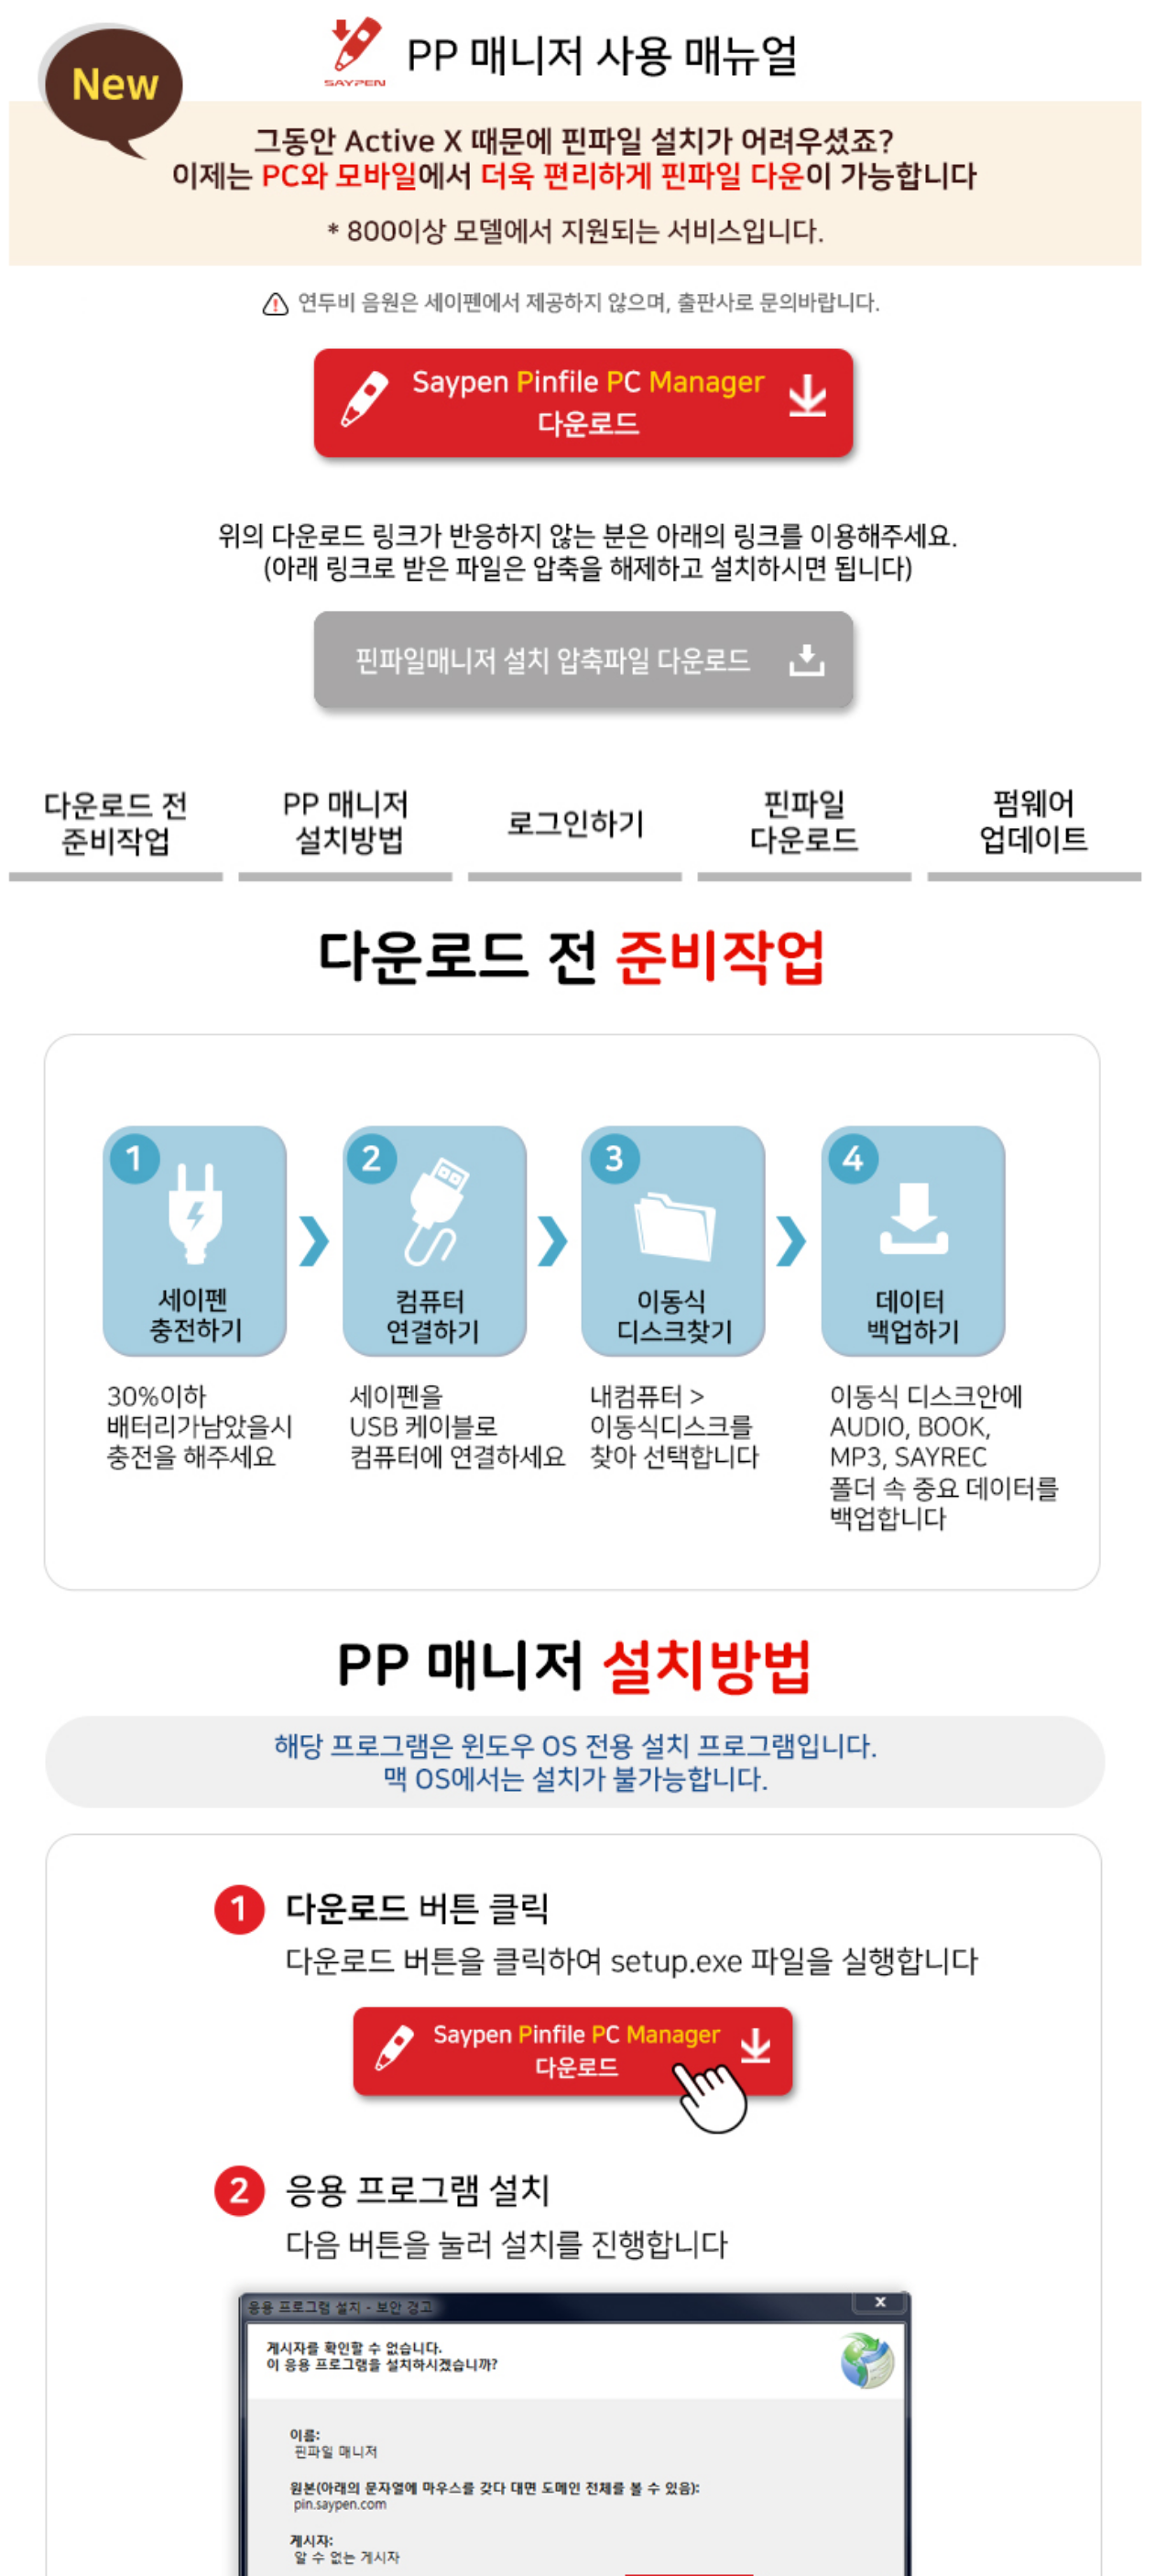 New
SAYPEN
PP 매니저 사용 매뉴얼
그동안 Active X 때문에 핀파일 설치가 어려우셨죠?
이제는 PC와 모바일에서 더욱 편리하게 핀파일 다운이 가능합니다
* 800이상 모델에서 지원되는 서비스입니다.
연두비 음원은 세이펜에서 제공하지 않으며, 출판사로 문의바랍니다.
Saypen Pinfile PC Manager
다운로드
위의 다운로드 링크가 반응하지 않는 분은 아래의 링크를 이용해주세요.
(아래 링크로 받은 파일은 압축을 해제하고 설치하시면 됩니다)
핀파일매니저 설치 압축파일 다운로드
다운로드 전
준비작업
PP 매니저
설치방법
로그인하기
핀파일
다운로드
펌웨어
업데이트
다운로드 전 준비작업
1
세이펜
충전하기
30%이하
배터리가남았을시
충전을 해주세요
2
컴퓨터
연결하기
세이펜을
USB 케이블로
컴퓨터에 연결하세요
3
이동식
디스크찾기
내컴퓨터 >
이동식디스크를
찾아 선택합니다
4
데이터
백업하기
이동식 디스크안에
AUDIO, BOOK,
MP3, SAYREC
폴더 속 중요 데이터를
백업합니다
PP 매니저 설치방법
해당 프로그램은 윈도우 OS 전용 설치 프로그램입니다.
맥 OS에서는 설치가 불가능합니다.
1 다운로드 버튼 클릭
다운로드 버튼을 클릭하여 setup.exe 파일을 실행합니다
Saypen Pinfile PC Manager
다운로드
2 응용 프로그램 설치
다음 버튼을 눌러 설치를 진행합니다
응용 프로그램 설치 - 보안 경고
게시자를 확인할 수 없습니다.
이 응용 프로그램을 설치하시겠습니까?
이름:
핀파일 매니저
원본(아래의 문자열에 마우스를 갖다 대면 도메인 전체를 볼 수 있음):
pin.saypen.com
게시자:
알 수 없는 게시자